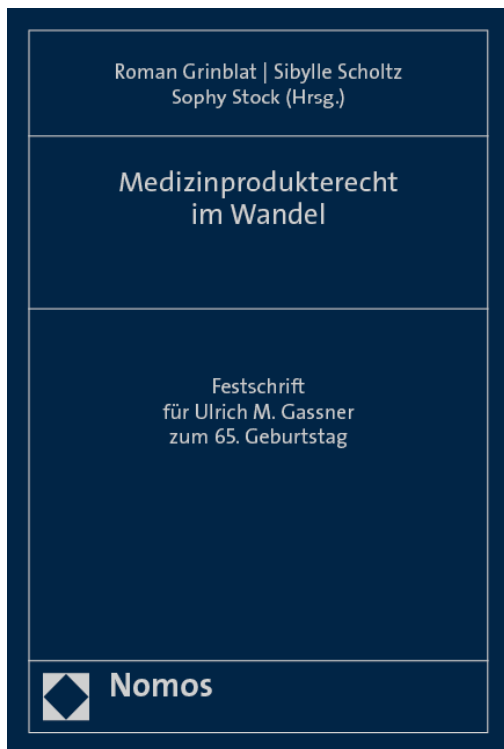 Roman Grinblat | Sibylle Scholtz
Sophy Stock (Hrsg.)
Medizinprodukterecht
im Wandel
Festschrift
für Ulrich M. Gassner
zum 65. Geburtstag
Nomos